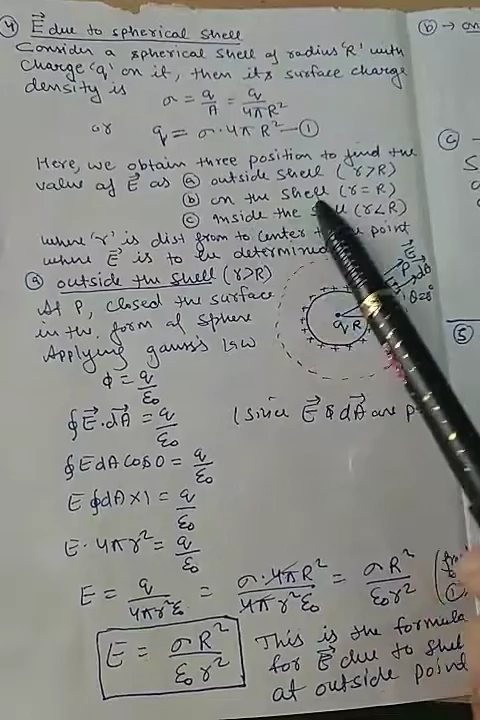 ④ E⃗ due to spherical shell
Consider a spherical shell of radius 'R' with
charge 'q' on it, then its surface charge
density is
σ = q/A = q/4πR²
or q = σ·4πR² —①
Here, we obtain three position to find the
value of E⃗ as ⓐ outside shell (r>R)
ⓑ on the shell (r=R)
ⓒ inside the (r<R)
where 'r' is dist from to center to point
where E⃗ is to be determined
ⓐ outside the shell (r>R)
At P, closed the surface
in the form of sphere
Applying gauss's law
ϕ = q/ε₀
∮E⃗·dA⃗ = q/ε₀
(since E⃗ & dA⃗ are
∮EdA cos0 = q/ε₀
E∮dA×1 = q/ε₀
E·4πr² = q/ε₀
E = q/4πr²ε₀ = σ·4πR²/4πr²ε₀ = σR²/ε₀r²
①
E = σR²/ε₀r²
This is the formula
for E⃗ due to
at outside point
E⃗
P
dA⃗
θ=0°
q R
ⓑ → on
ⓒ
⑤